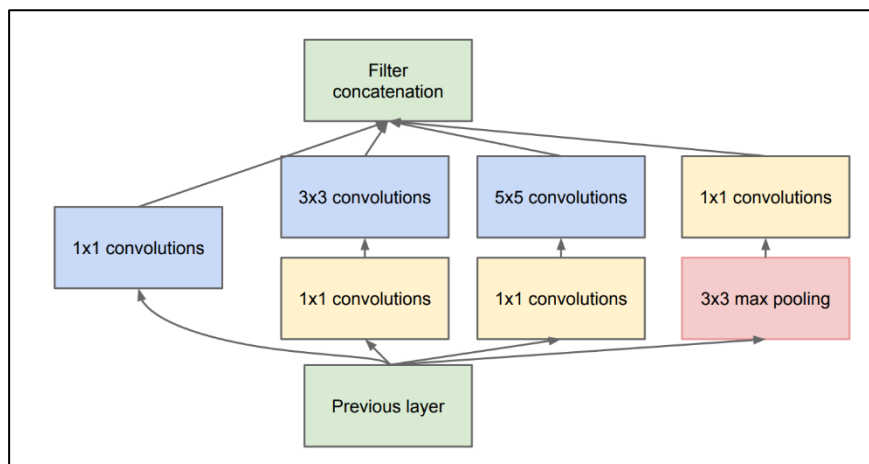 Filter
concatenation
3x3 convolutions
5x5 convolutions
1x1 convolutions
1x1 convolutions
1x1 convolutions
1x1 convolutions
3x3 max pooling
Previous layer